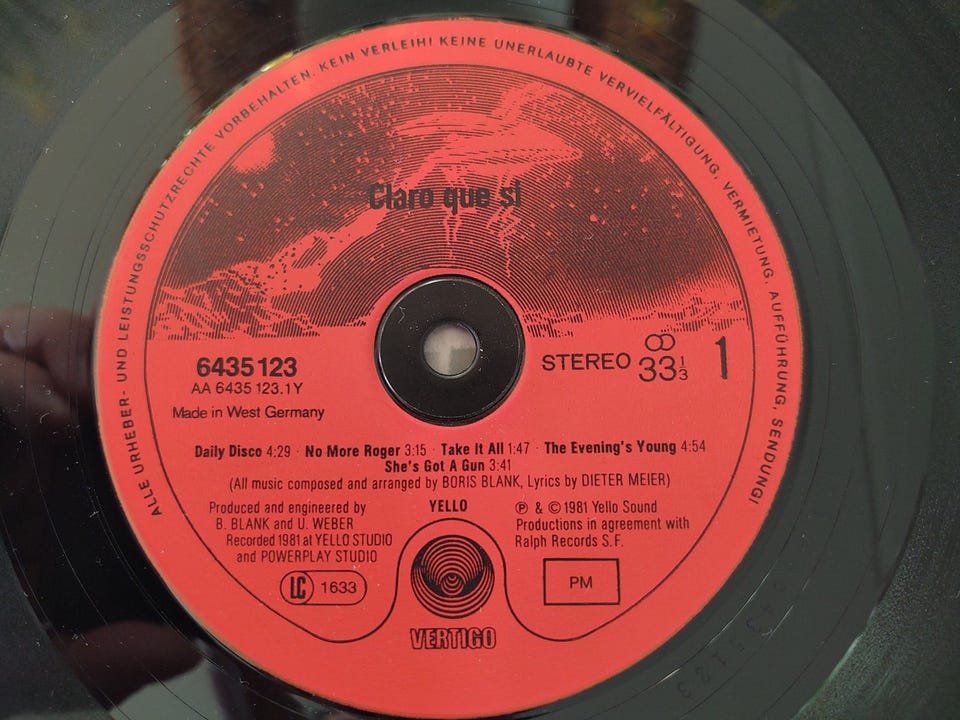 ALLE URHEBER- UND LEISTUNGSSCHUTZRECHTE VORBEHALTEN. KEIN VERLEIH! KEINE UNERLAUBTE VERVIELFÄLTIGUNG, VERMIETUNG, AUFFÜHRUNG, SENDUNG!
Claro que si
6435 123
AA 6435 123.1Y
Made in West Germany
STEREO 33 1/3
1
Daily Disco 4:29 · No More Roger 3:15 · Take It All 1:47 · The Evening's Young 4:54
She's Got A Gun 3:41
(All music composed and arranged by BORIS BLANK, Lyrics by DIETER MEIER)
Produced and engineered by
B. BLANK and U. WEBER
Recorded 1981 at YELLO STUDIO
and POWERPLAY STUDIO
YELLO
℗ & © 1981 Yello Sound
Productions in agreement with
Ralph Records S.F.
LC 1633
PM
VERTIGO